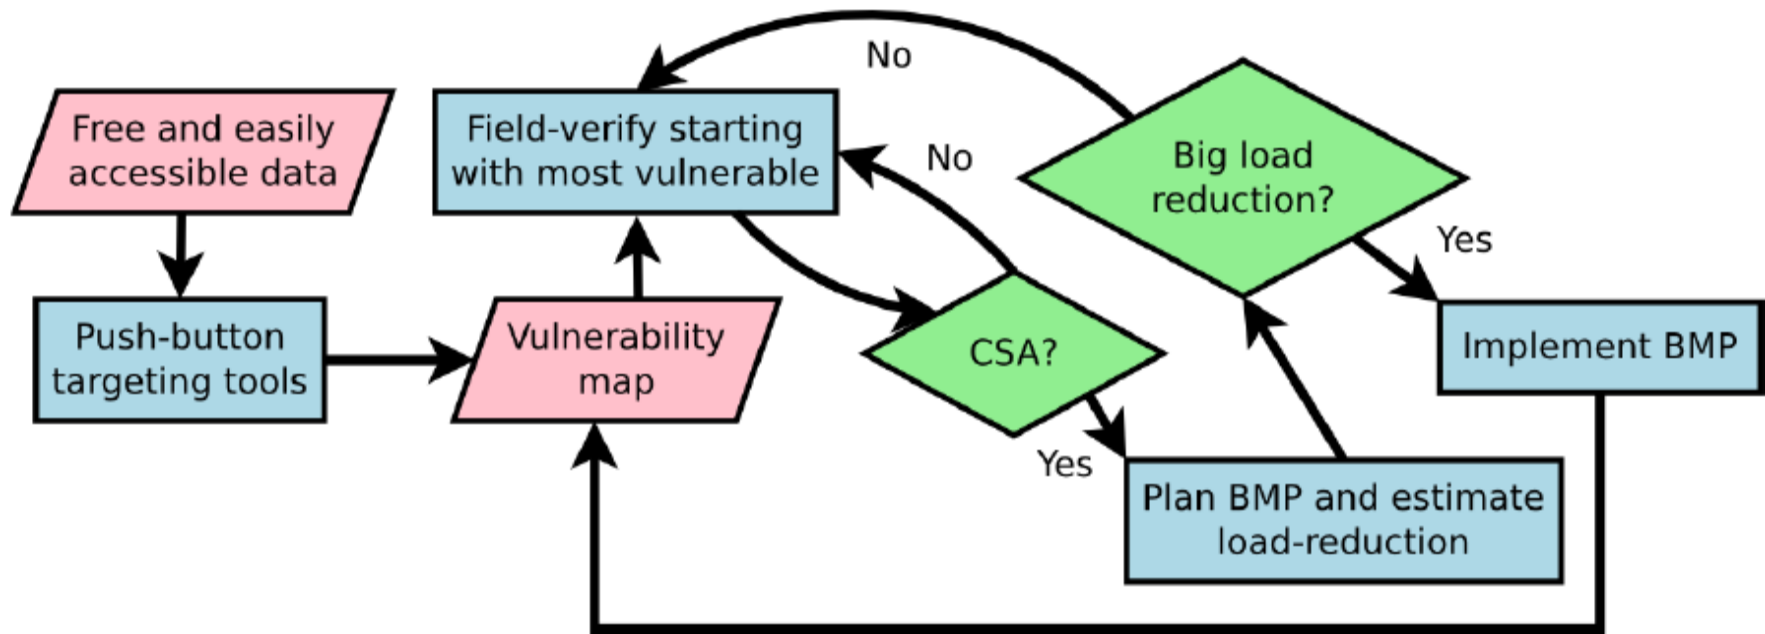 Free and easily
accessible data
Push-button
targeting tools
Vulnerability
map
Field-verify starting
with most vulnerable
No
No
CSA?
Yes
Plan BMP and estimate
load-reduction
Big load
reduction?
Yes
Implement BMP